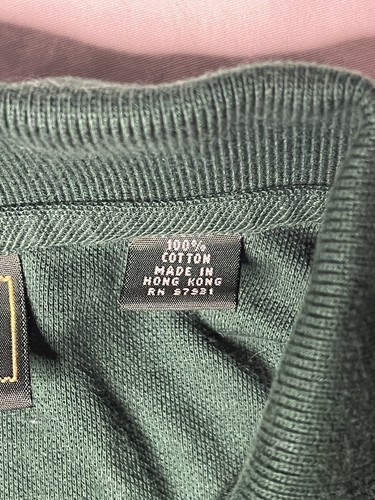 100%
COTTON
MADE IN
HONG KONG
RN 57931